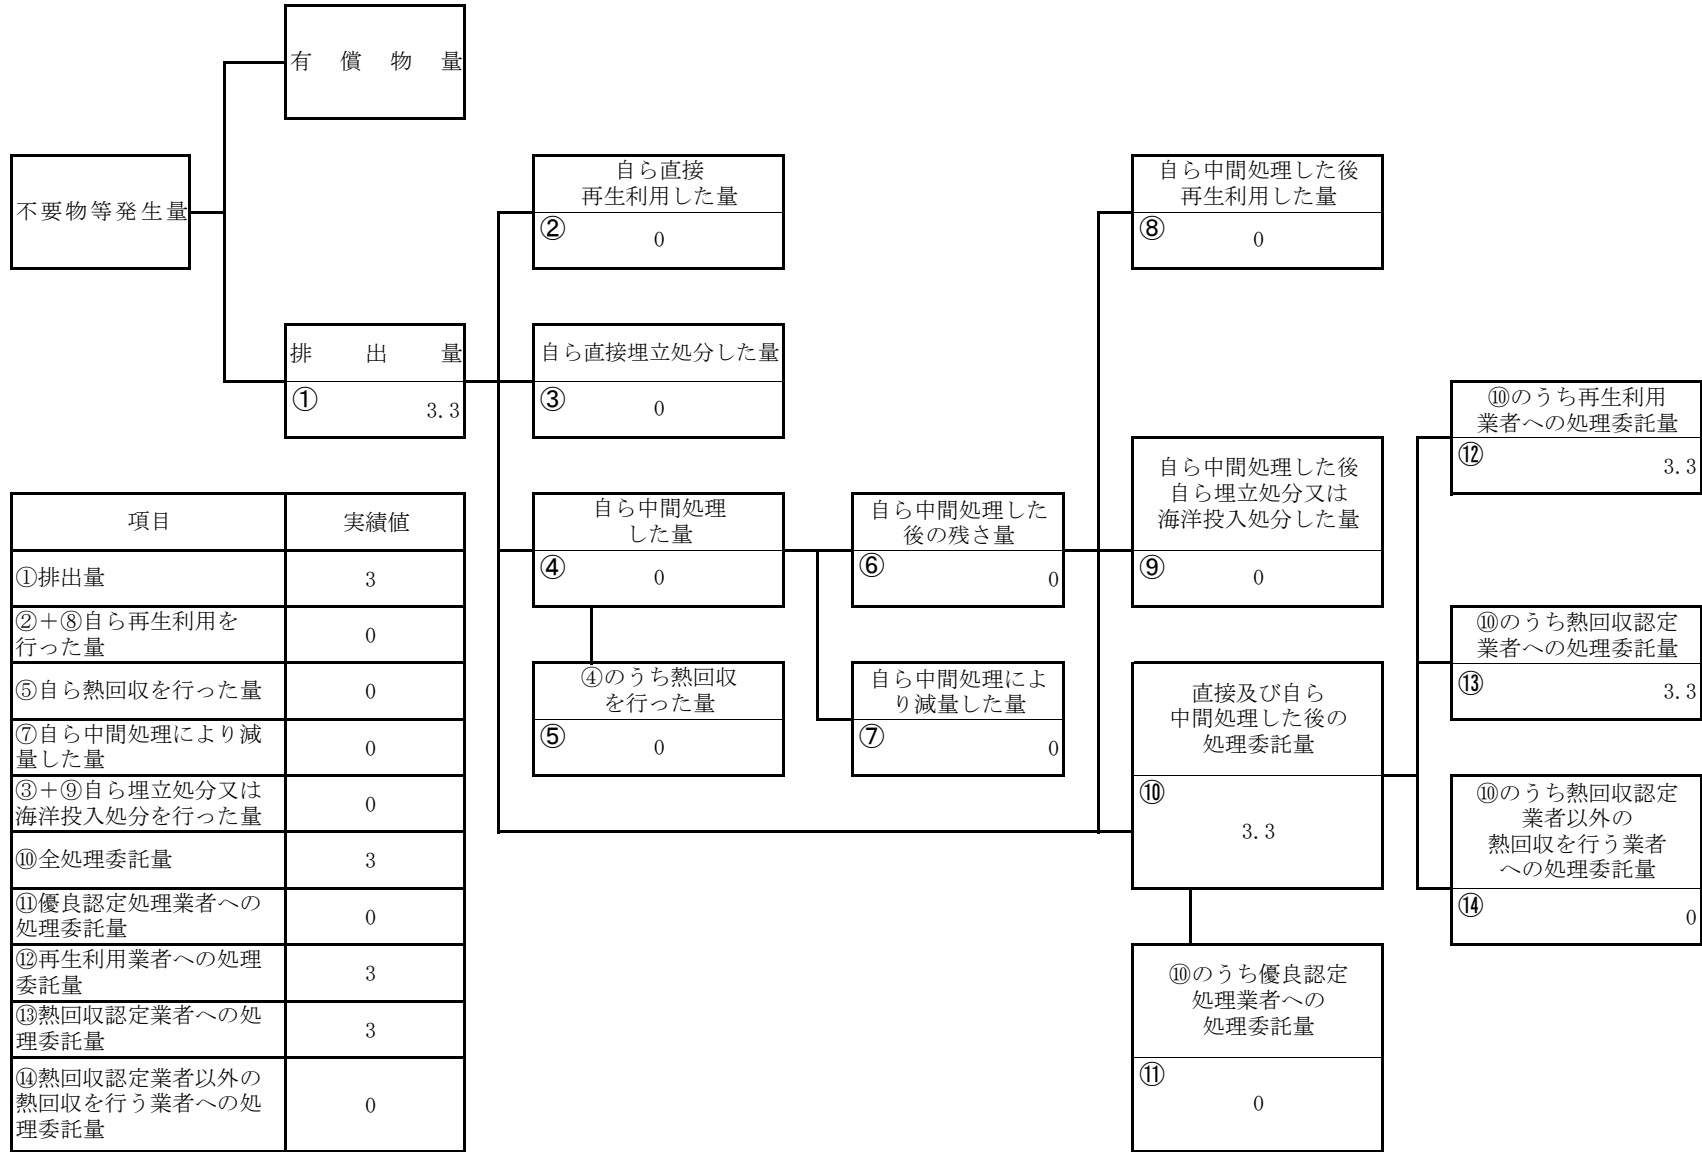 有償物量
不要物等発生量
排出量
①
3.3
自ら直接
再生利用した量
②
0
自ら直接埋立処分した量
③
0
自ら中間処理
した量
④
0
④のうち熱回収
を行った量
⑤
0
自ら中間処理した
後の残さ量
⑥
0
自ら中間処理によ
り減量した量
⑦
0
自ら中間処理した後
再生利用した量
⑧
0
自ら中間処理した後
自ら埋立処分又は
海洋投入処分した量
⑨
0
直接及び自ら
中間処理した後の
処理委託量
⑩
3.3
⑩のうち優良認定
処理業者への
処理委託量
⑪
0
⑩のうち再生利用
業者への処理委託量
⑫
3.3
⑩のうち熱回収認定
業者への処理委託量
⑬
3.3
⑩のうち熱回収認定
業者以外の
熱回収を行う業者
への処理委託量
⑭
0
項目 実績値
①排出量 3
②＋⑧自ら再生利用を
行った量 0
⑤自ら熱回収を行った量 0
⑦自ら中間処理により減
量した量 0
③＋⑨自ら埋立処分又は
海洋投入処分を行った量 0
⑩全処理委託量 3
⑪優良認定処理業者への
処理委託量 0
⑫再生利用業者への処理
委託量 3
⑬熱回収認定業者への処
理委託量 3
⑭熱回収認定業者以外の
熱回収を行う業者への処
理委託量 0